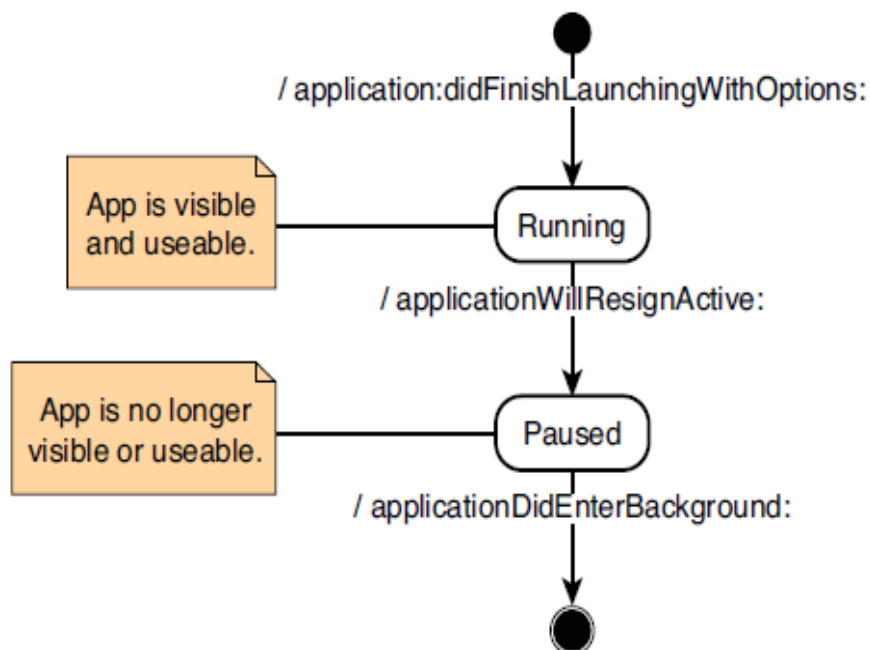 / application:didFinishLaunchingWithOptions:
App is visible
and useable.
Running
/ applicationWillResignActive:
App is no longer
visible or useable.
Paused
/ applicationDidEnterBackground: